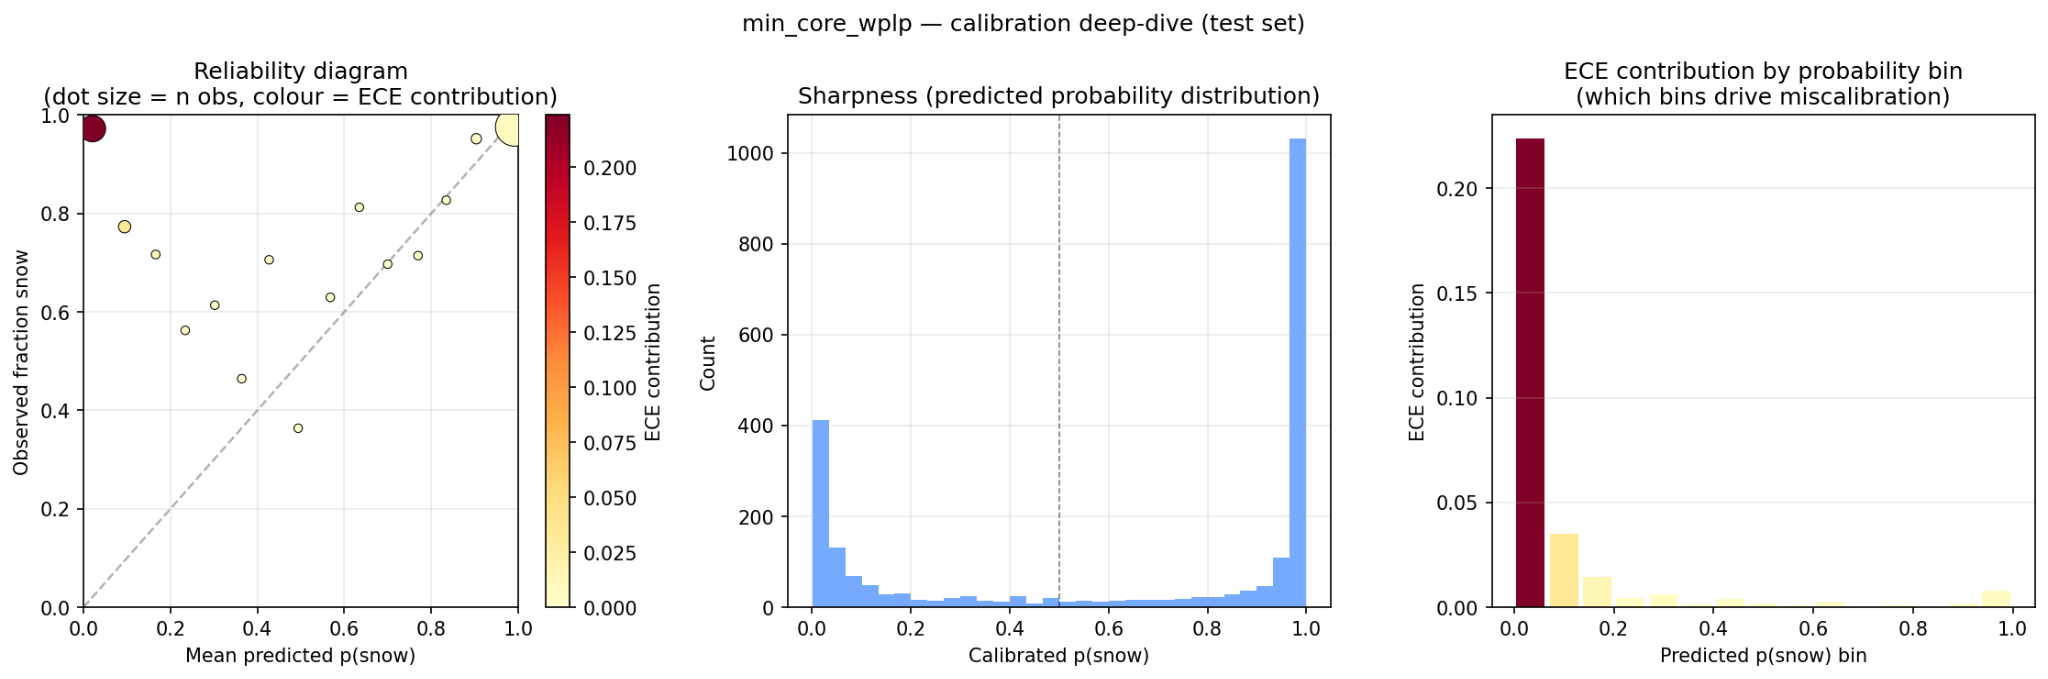 min_core_wplp — calibration deep-dive (test set)
Reliability diagram
(dot size = n obs, colour = ECE contribution)
1.0
0.8
0.6
0.4
0.2
0.0
Observed fraction snow
0.0 0.2 0.4 0.6 0.8 1.0
Mean predicted p(snow)
0.200
0.175
0.150
0.125
0.100
0.075
0.050
0.025
0.000
ECE contribution
Sharpness (predicted probability distribution)
1000
800
600
400
200
0
Count
0.0 0.2 0.4 0.6 0.8 1.0
Calibrated p(snow)
ECE contribution by probability bin
(which bins drive miscalibration)
0.20
0.15
0.10
0.05
0.00
ECE contribution
0.0 0.2 0.4 0.6 0.8 1.0
Predicted p(snow) bin